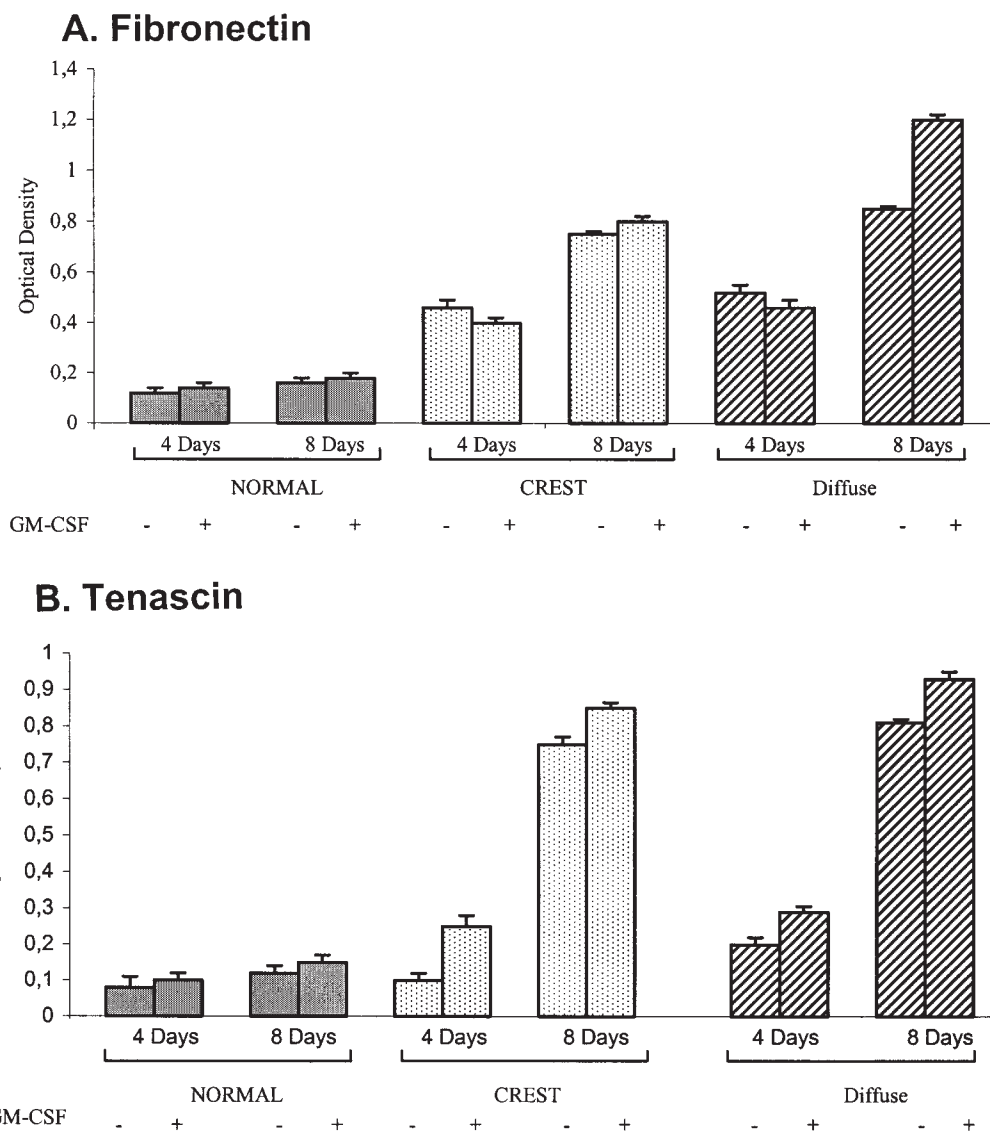 A. Fibronectin
1,4
1,2
1
0,8
0,6
0,4
0,2
0
Optical Density
4 Days 8 Days 4 Days 8 Days 4 Days 8 Days
NORMAL CREST Diffuse
GM-CSF - + - + - + - + - + - +
B. Tenascin
1
0,9
0,8
0,7
0,6
0,5
0,4
0,3
0,2
0,1
0
4 Days 8 Days 4 Days 8 Days 4 Days 8 Days
NORMAL CREST Diffuse
GM-CSF - + - + - + - + - + - +